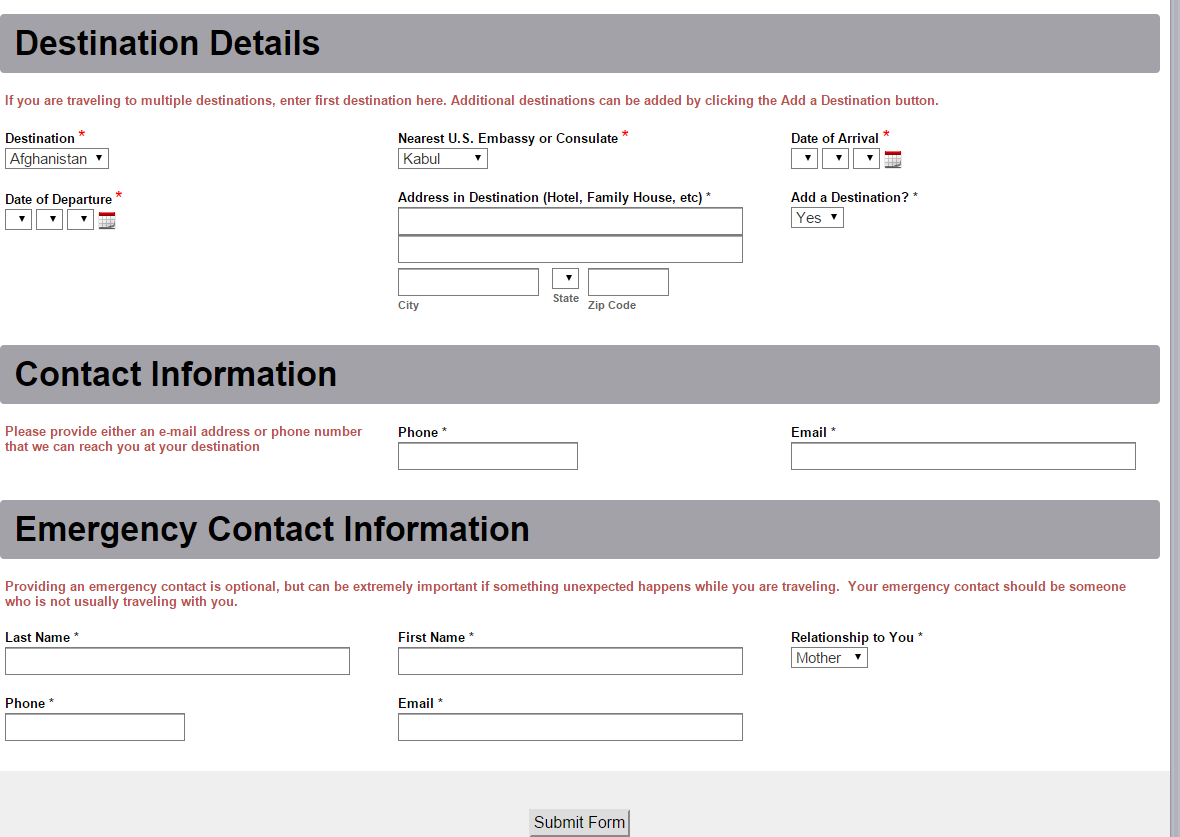 Destination Details
If you are traveling to multiple destinations, enter first destination here. Additional destinations can be added by clicking the Add a Destination button.
Destination *
Afghanistan
Nearest U.S. Embassy or Consulate *
Kabul
Date of Arrival *
Date of Departure *
Address in Destination (Hotel, Family House, etc) *
City
State
Zip Code
Add a Destination? *
Yes
Contact Information
Please provide either an e-mail address or phone number
that we can reach you at your destination
Phone *
Email *
Emergency Contact Information
Providing an emergency contact is optional, but can be extremely important if something unexpected happens while you are traveling.  Your emergency contact should be someone
who is not usually traveling with you.
Last Name *
First Name *
Relationship to You *
Mother
Phone *
Email *
Submit Form